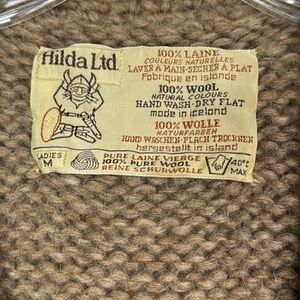 Hilda Ltd.
100% LAINE
COULEURS NATURELLES
LAVER A MAIN-SECHER A PLAT
Fabrique en islande
100% WOOL
NATURAL COLOURS
HAND WASH-DRY FLAT
made in iceland
100% WOLLE
NATURFARBEN
HAND WASCHEN-FLACH TROCKNEN
hergestellt in island
LADIES
M
PURE LAINE VIERGE
100% PURE WOOL
REINE SCHURWOLLE
40°C
MAX